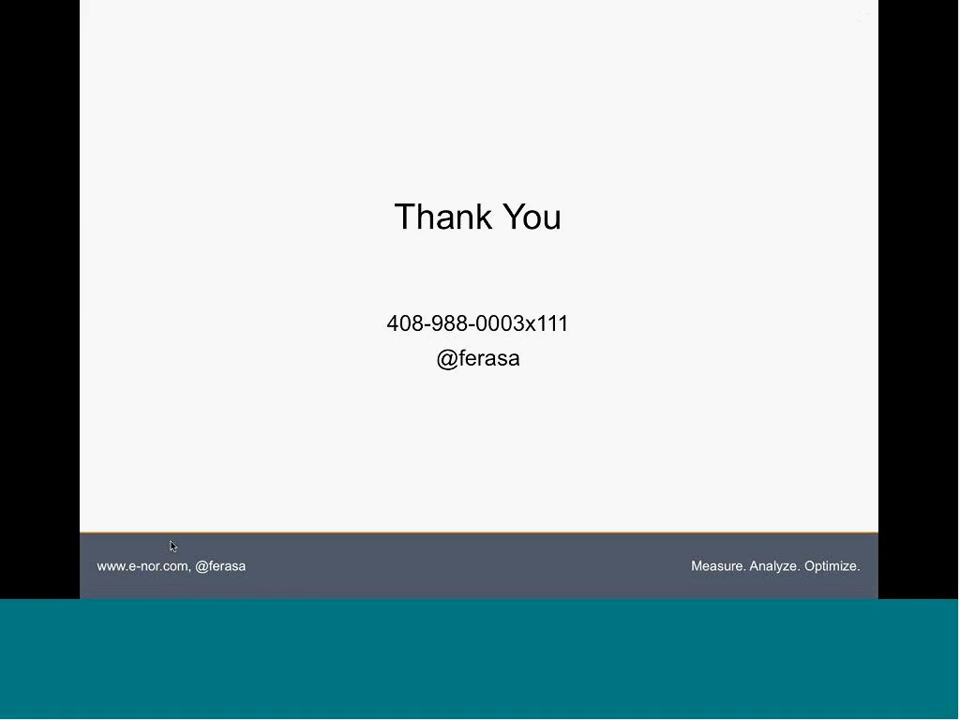 Thank You
408-988-0003x111
@ferasa
www.e-nor.com, @ferasa
Measure. Analyze. Optimize.